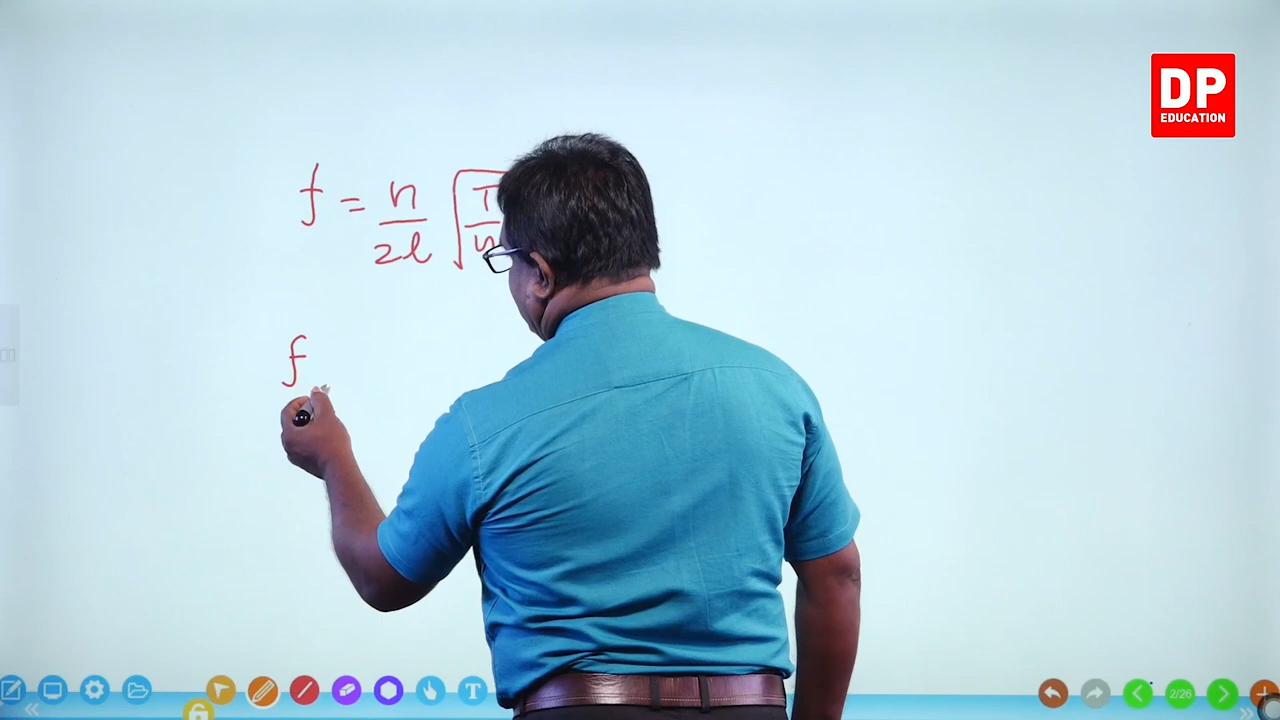 DP
EDUCATION
f = n/2l √T/m
f
2/26
T